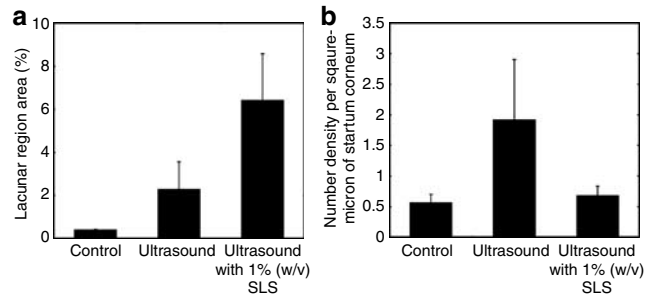 a
Lacunar region area (%)
10
8
6
4
2
0
Control
Ultrasound
Ultrasound
with 1% (w/v)
SLS
b
Number density per sqaure-
micron of startum corneum
3.5
3
2.5
2
1.5
1
0.5
0
Control
Ultrasound
Ultrasound
with 1% (w/v)
SLS